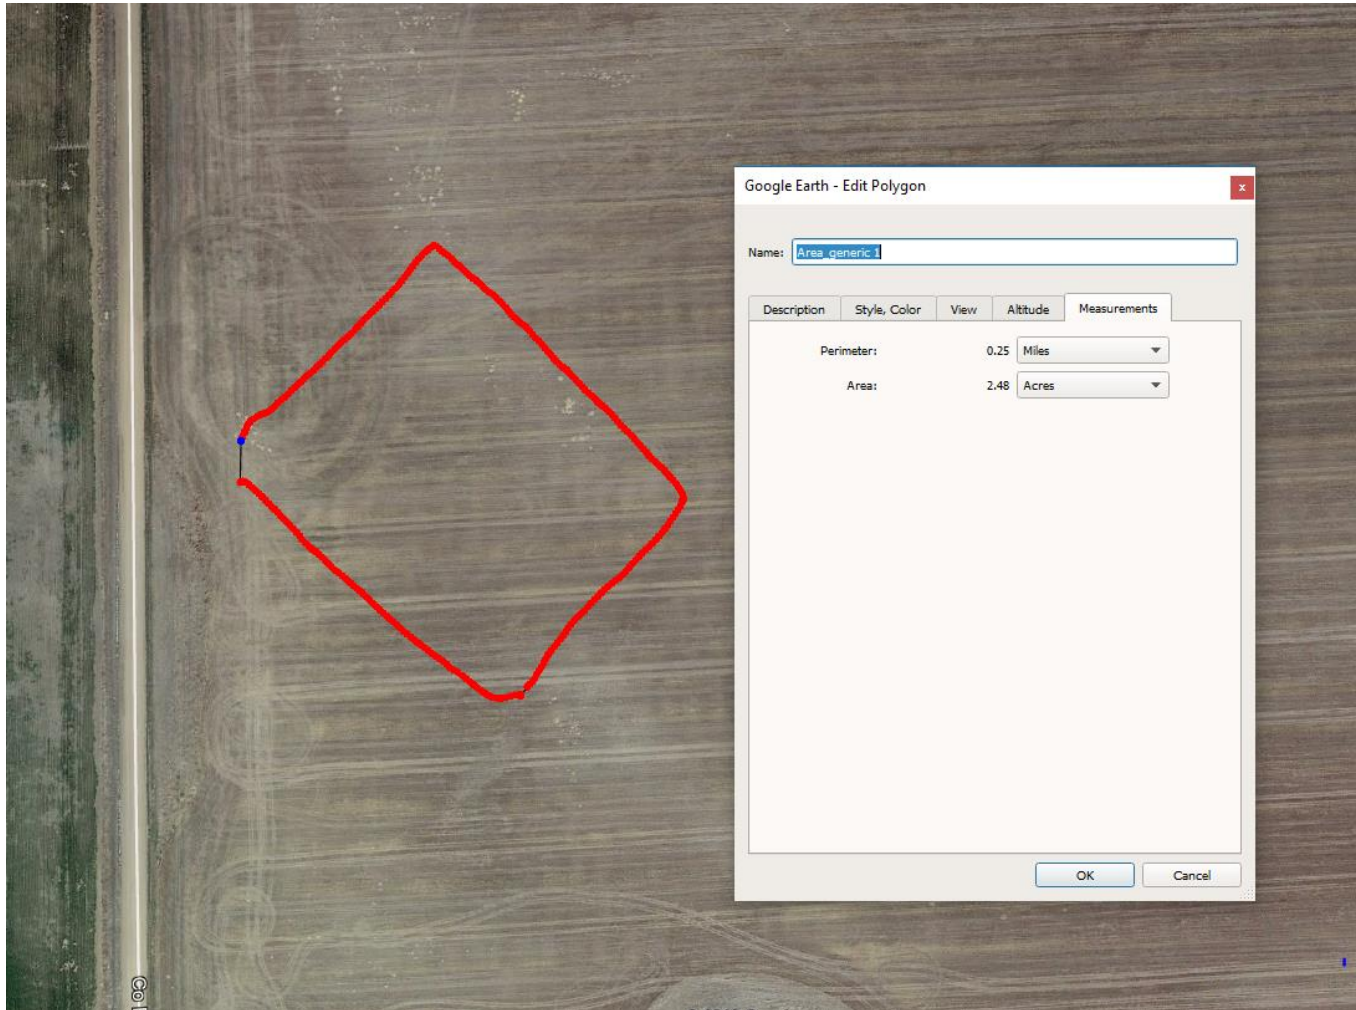 Google Earth - Edit Polygon
x
Name: Area_generic 1
Description Style, Color View Altitude Measurements
Perimeter: 0.25 Miles
Area: 2.48 Acres
OK Cancel
Co